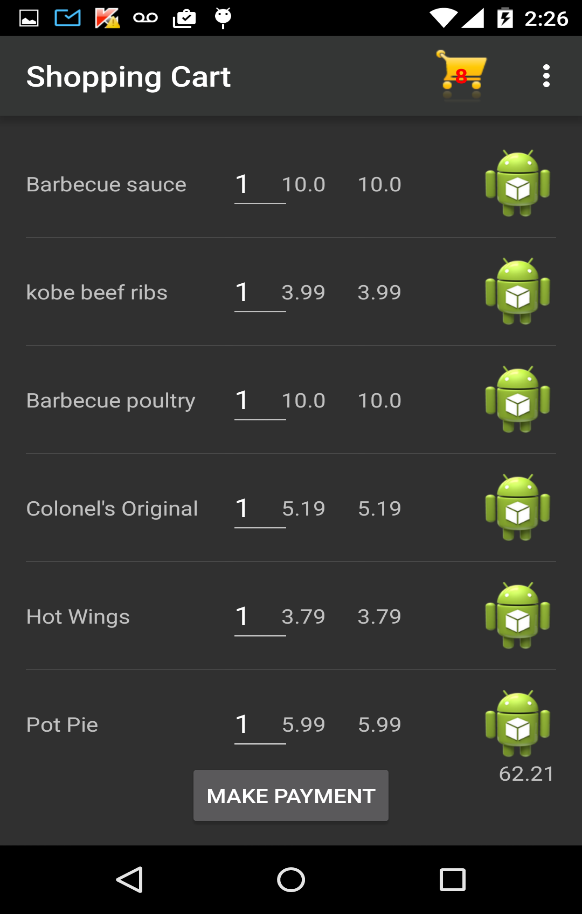 2:26
Shopping Cart 8
Barbecue sauce 1 10.0 10.0
kobe beef ribs 1 3.99 3.99
Barbecue poultry 1 10.0 10.0
Colonel's Original 1 5.19 5.19
Hot Wings 1 3.79 3.79
Pot Pie 1 5.99 5.99
62.21
MAKE PAYMENT